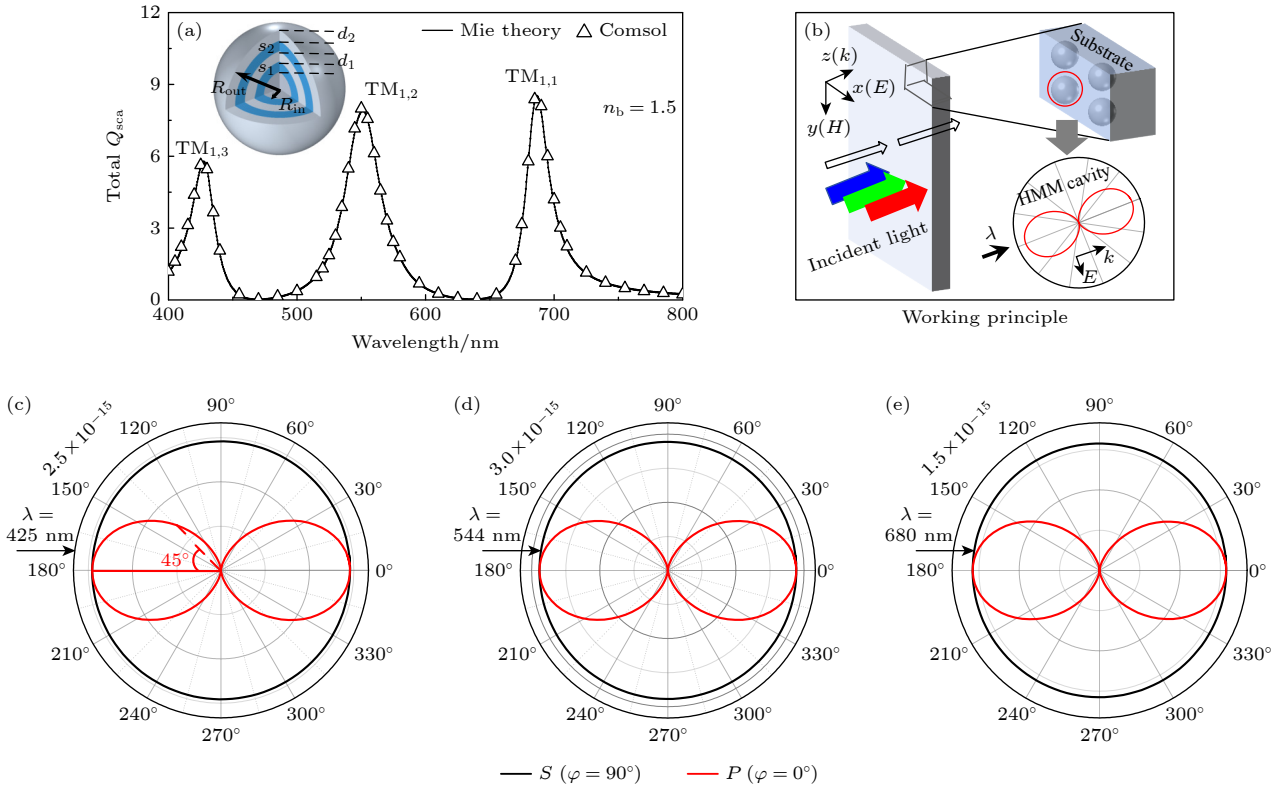 (a)
Mie theory
Comsol
TM1,1
TM1,2
TM1,3
nb = 1.5
d2
s2
d1
s1
Rout
Rin
Total Qsca
12
9
6
3
0
400
500
600
700
800
Wavelength/nm
(b)
z(k)
x(E)
y(H)
Substrate
HMM cavity
λ
k
E
Incident light
Working principle
(c)
2.5×10−15
90°
120°
60°
150°
30°
λ =
425 nm
45°
180°
0°
210°
330°
240°
300°
270°
(d)
3.0×10−15
90°
120°
60°
150°
30°
λ =
544 nm
180°
0°
210°
330°
240°
300°
270°
(e)
1.5×10−15
90°
120°
60°
150°
30°
λ =
680 nm
180°
0°
210°
330°
240°
300°
270°
S (φ = 90°)
P (φ = 0°)